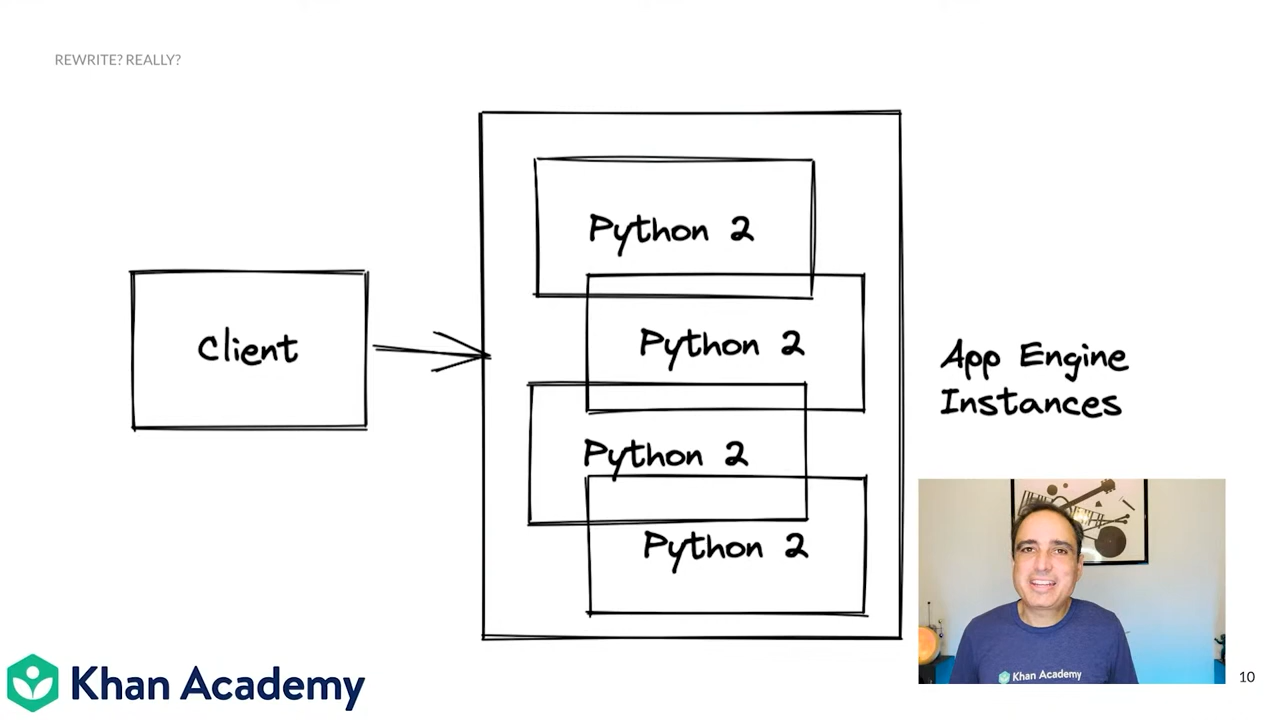 REWRITE? REALLY?
Python 2
Python 2
Client
App Engine
Instances
Python 2
Python 2
Khan Academy
Khan Academy
10